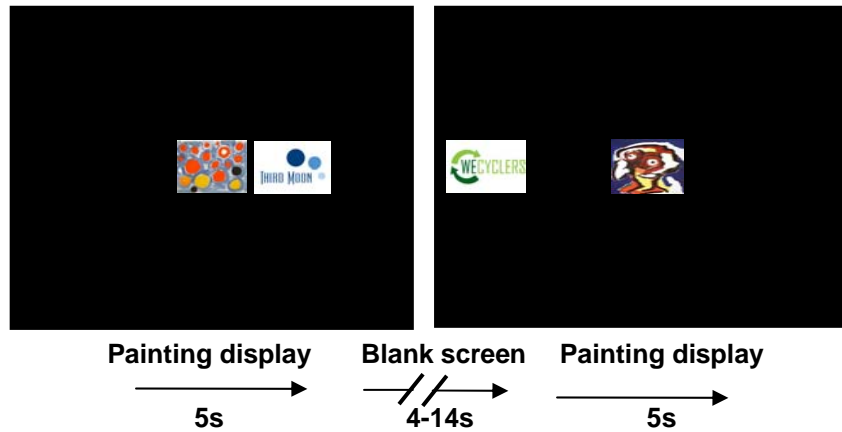 THIRD MOON
WECYCLERS
Painting display Blank screen Painting display
5s 4-14s 5s